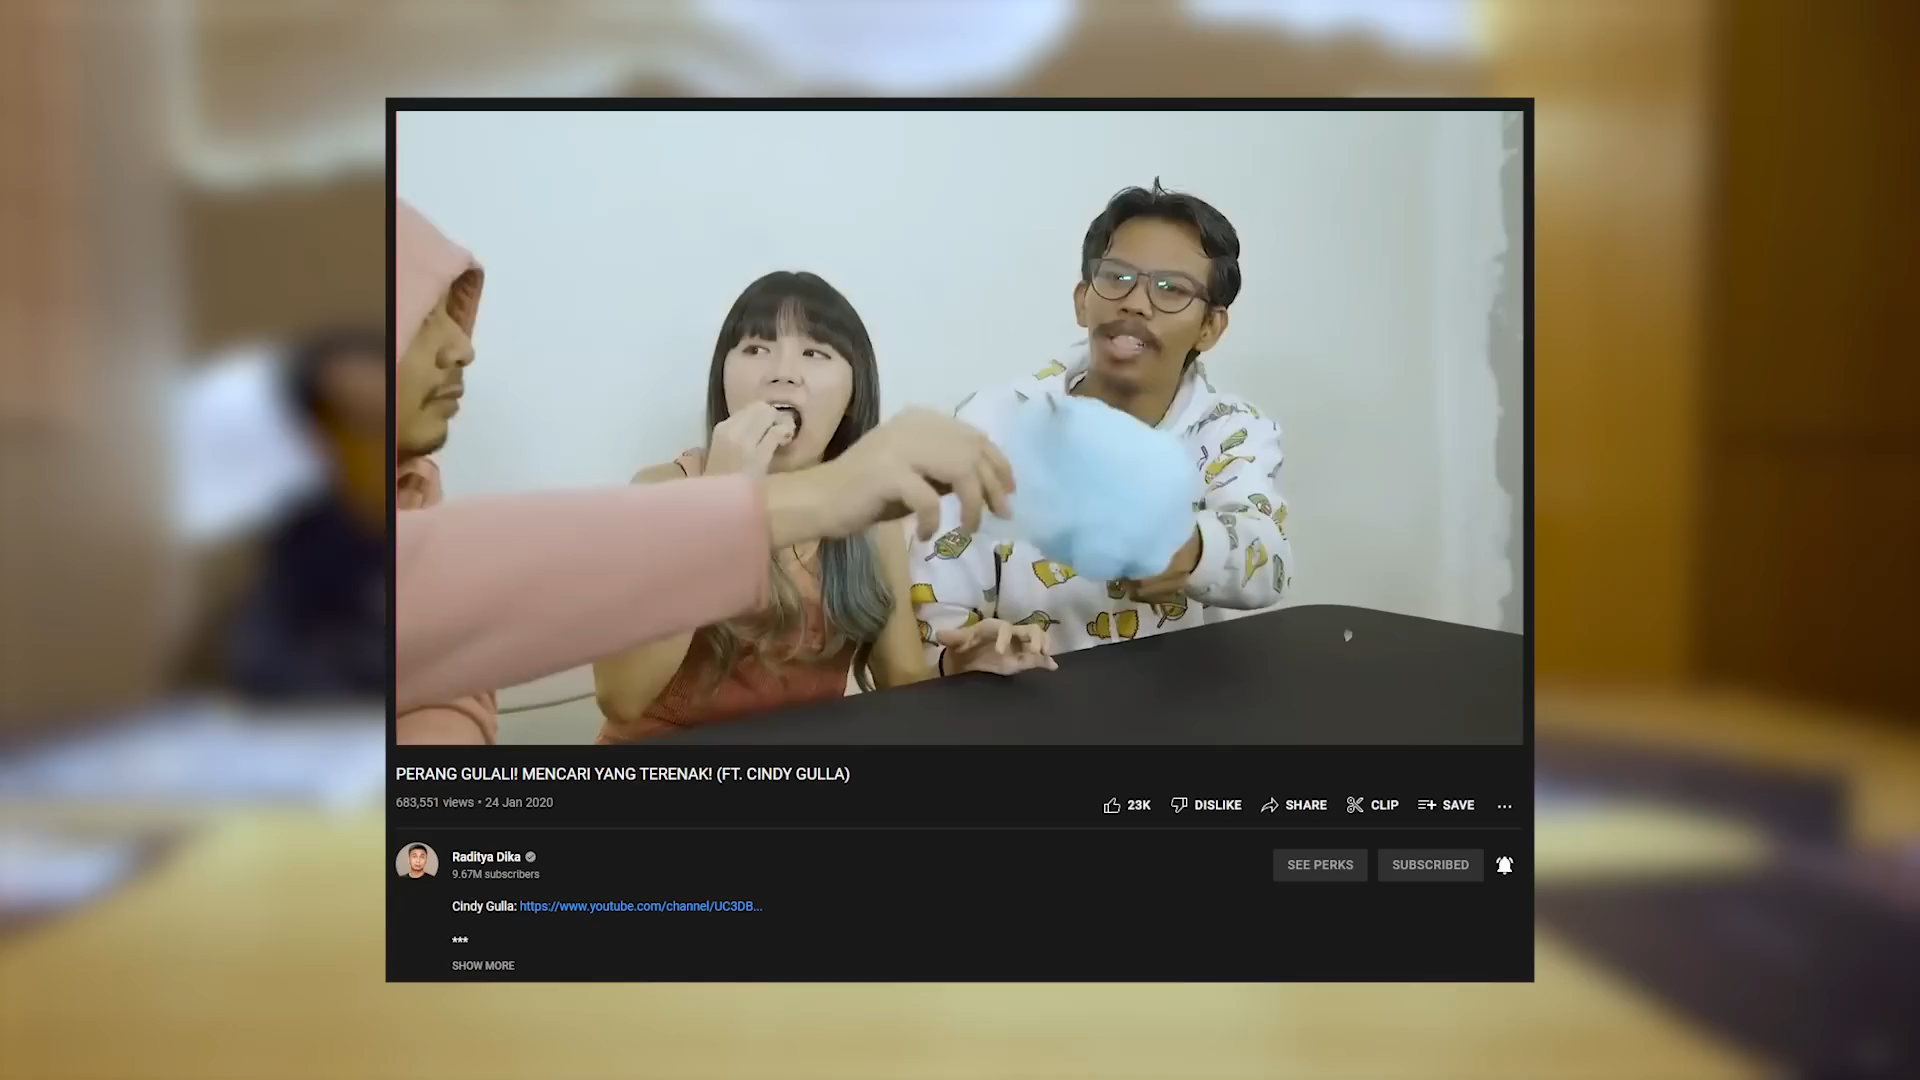 PERANG GULALI! MENCARI YANG TERENAK! (FT. CINDY GULLA)
683,551 views • 24 Jan 2020
23K DISLIKE SHARE CLIP SAVE ...
Raditya Dika
9.67M subscribers
SEE PERKS SUBSCRIBED
Cindy Gulla: https://www.youtube.com/channel/UC3DB...
***
SHOW MORE